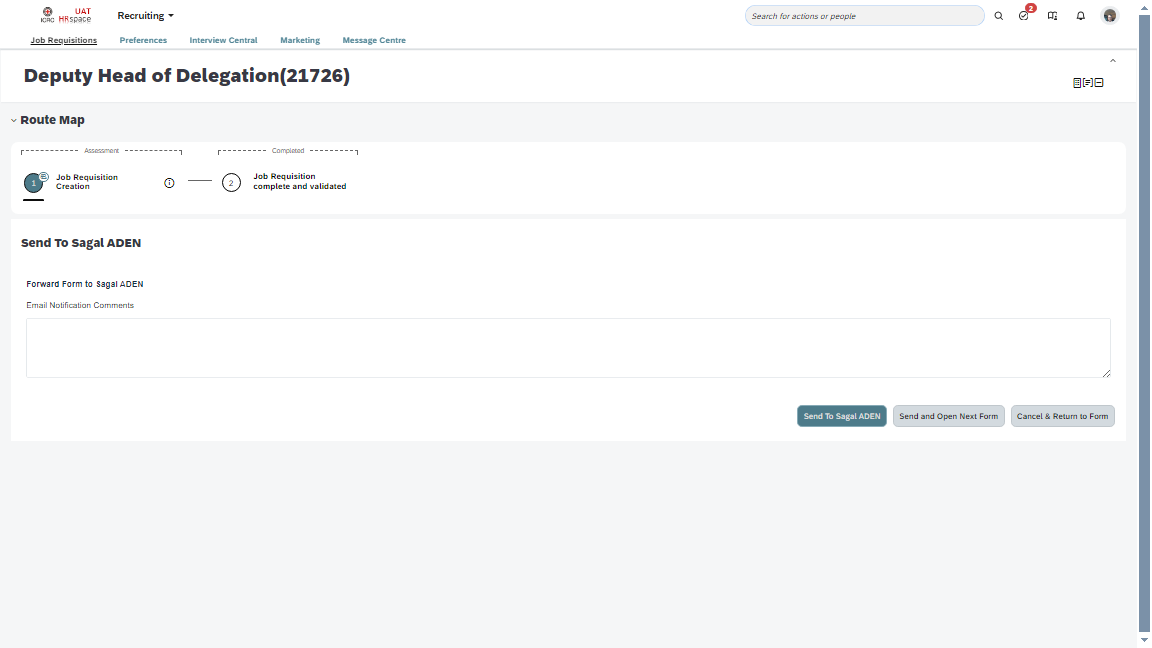 ICRC
UAT
HRspace
Recruiting
Search for actions or people
2
Job Requisitions
Preferences
Interview Central
Marketing
Message Centre
Deputy Head of Delegation(21726)
Route Map
Assessment
Completed
1
Job Requisition
Creation
2
Job Requisition
complete and validated
Send To Sagal ADEN
Forward Form to Sagal ADEN
Email Notification Comments
Send To Sagal ADEN
Send and Open Next Form
Cancel & Return to Form